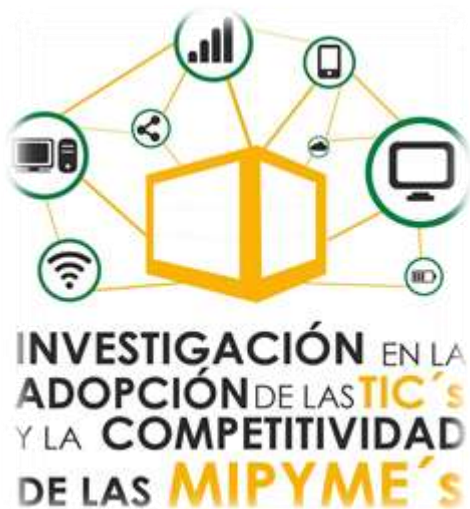 INVESTIGACIÓN EN LA
ADOPCIÓN DE LAS TIC´s
Y LA COMPETITIVIDAD
DE LAS MIPYME´s